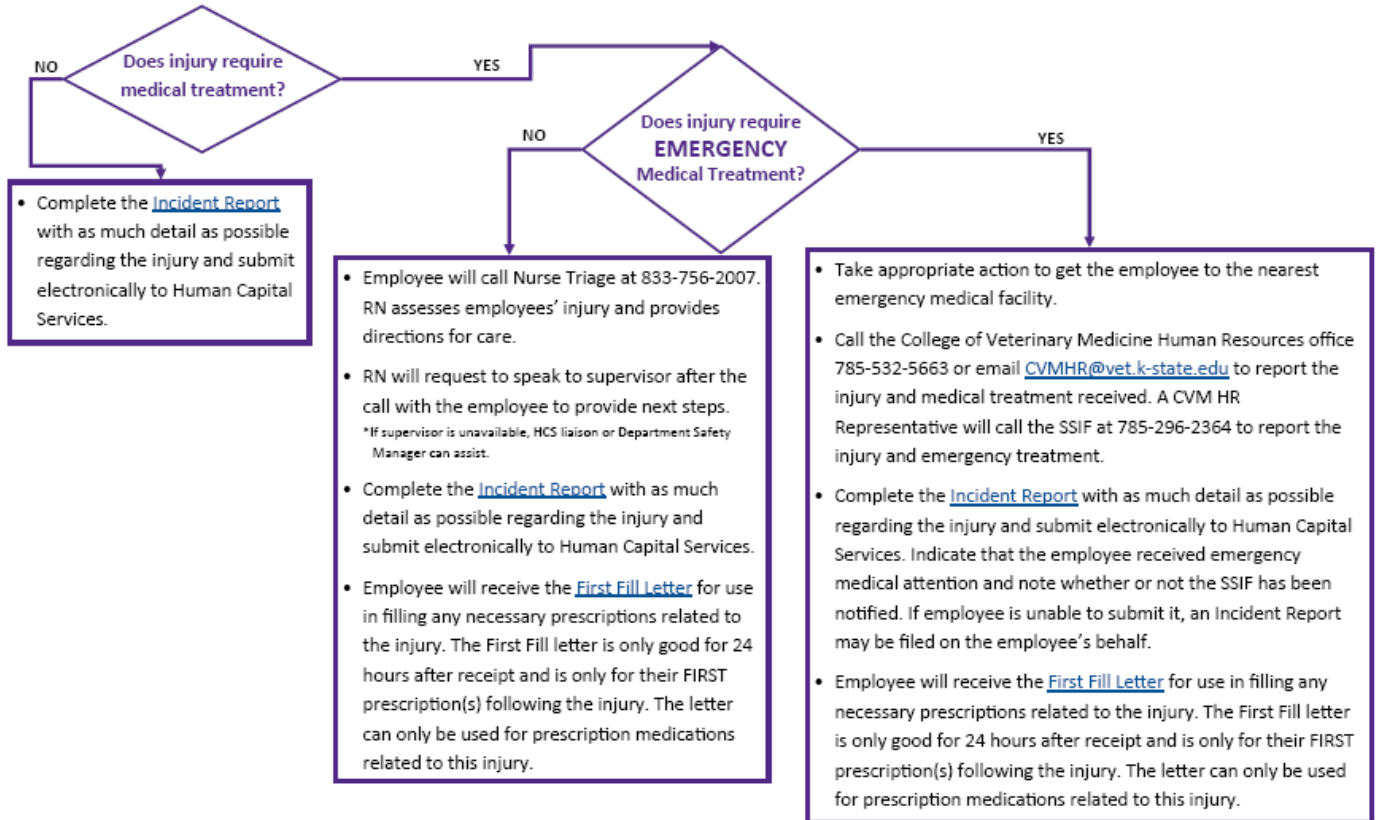 Does injury require
medical treatment?
NO
YES
Does injury require
EMERGENCY
Medical Treatment?
NO
YES
• Complete the Incident Report
with as much detail as possible
regarding the injury and submit
electronically to Human Capital
Services.
• Employee will call Nurse Triage at 833-756-2007.
RN assesses employees' injury and provides
directions for care.
• RN will request to speak to supervisor after the
call with the employee to provide next steps.
*If supervisor is unavailable, HCS liaison or Department Safety
Manager can assist.
• Complete the Incident Report with as much
detail as possible regarding the injury and
submit electronically to Human Capital Services.
• Employee will receive the First Fill Letter for use
in filling any necessary prescriptions related to
the injury. The First Fill letter is only good for 24
hours after receipt and is only for their FIRST
prescription(s) following the injury. The letter
can only be used for prescription medications
related to this injury.
• Take appropriate action to get the employee to the nearest
emergency medical facility.
• Call the College of Veterinary Medicine Human Resources office
785-532-5663 or email CVMHR@vet.k-state.edu to report the
injury and medical treatment received. A CVM HR
Representative will call the SSIF at 785-296-2364 to report the
injury and emergency treatment.
• Complete the Incident Report with as much detail as possible
regarding the injury and submit electronically to Human Capital
Services. Indicate that the employee received emergency
medical attention and note whether or not the SSIF has been
notified. If employee is unable to submit it, an Incident Report
may be filed on the employee's behalf.
• Employee will receive the First Fill Letter for use in filling any
necessary prescriptions related to the injury. The First Fill letter
is only good for 24 hours after receipt and is only for their FIRST
prescription(s) following the injury. The letter can only be used
for prescription medications related to this injury.